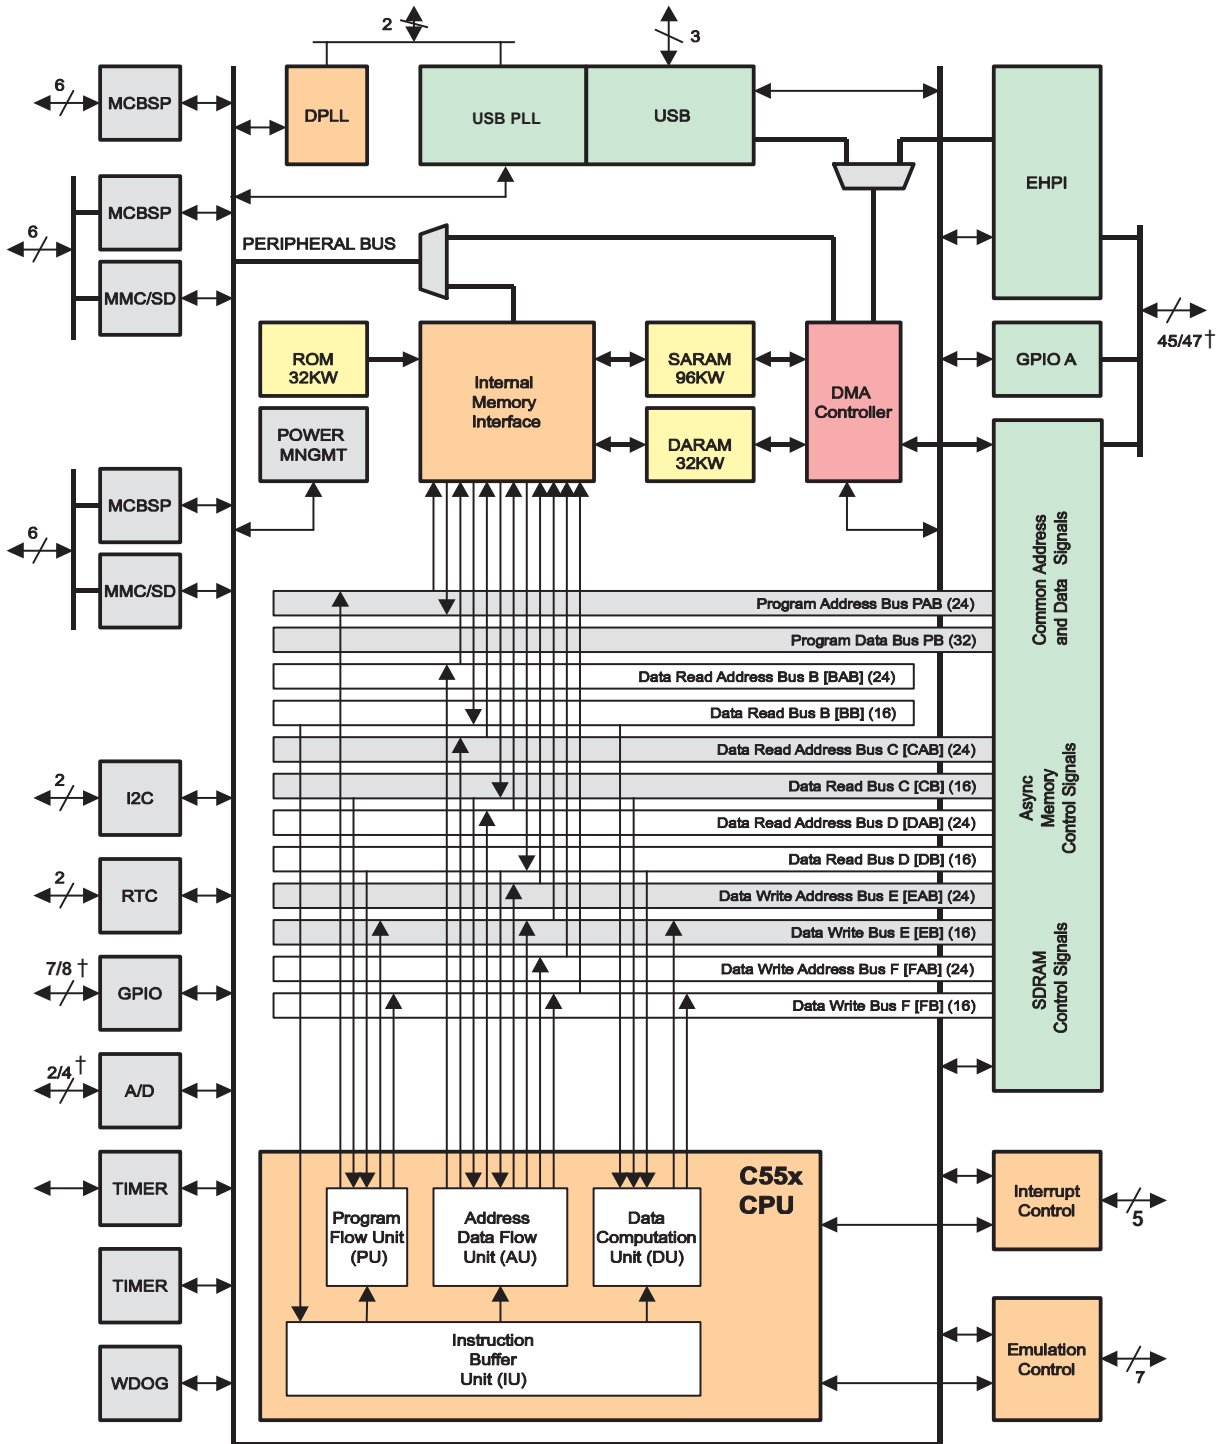 2
3
6
MCBSP
DPLL
USB PLL
USB
EHPI
6
MCBSP
MMC/SD
PERIPHERAL BUS
45/47†
ROM
32KW
Internal
Memory
Interface
SARAM
96KW
DMA
Controller
GPIO A
POWER
MNGMT
DARAM
32KW
6
MCBSP
MMC/SD
Common Address
and Data Signals
Program Address Bus PAB (24)
Program Data Bus PB (32)
Data Read Address Bus B [BAB] (24)
Data Read Bus B [BB] (16)
Data Read Address Bus C [CAB] (24)
Data Read Bus C [CB] (16)
Data Read Address Bus D [DAB] (24)
Data Read Bus D [DB] (16)
Data Write Address Bus E [EAB] (24)
Data Write Bus E [EB] (16)
Data Write Address Bus F [FAB] (24)
Data Write Bus F [FB] (16)
Async
Memory
Control Signals
SDRAM
Control Signals
2
I2C
2
RTC
7/8 †
GPIO
2/4 †
A/D
TIMER
TIMER
WDOG
C55x
CPU
Program
Flow Unit
(PU)
Address
Data Flow
Unit (AU)
Data
Computation
Unit (DU)
Instruction
Buffer
Unit (IU)
Interrupt
Control
5
Emulation
Control
7